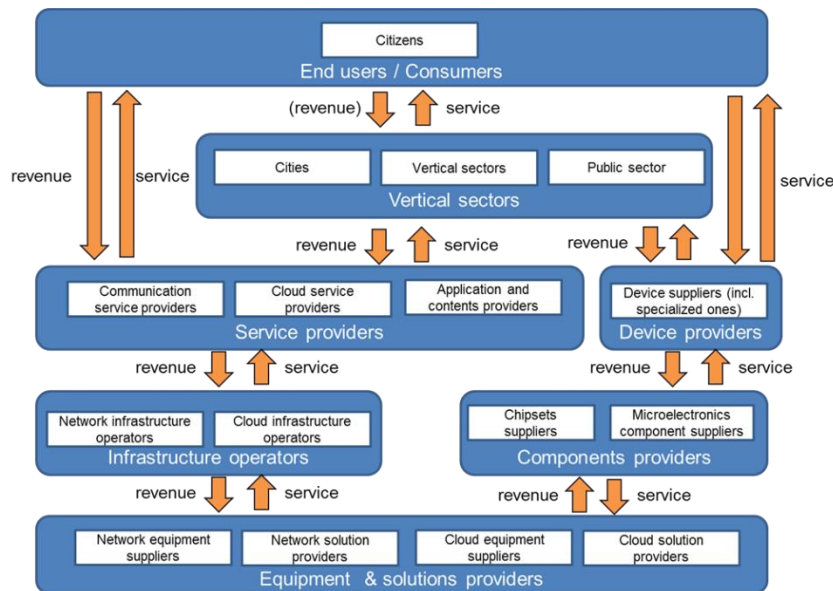 Citizens
End users / Consumers
(revenue)
service
revenue
service
service
Cities
Vertical sectors
Public sector
Vertical sectors
revenue
service
revenue
Communication
service providers
Cloud service
providers
Application and
contents providers
Service providers
Device suppliers (incl.
specialized ones)
Device providers
revenue
service
revenue
service
Network infrastructure
operators
Cloud infrastructure
operators
Infrastructure operators
Chipsets
suppliers
Microelectronics
component suppliers
Components providers
revenue
service
revenue
service
Network equipment
suppliers
Network solution
providers
Cloud equipment
suppliers
Cloud solution
providers
Equipment & solutions providers